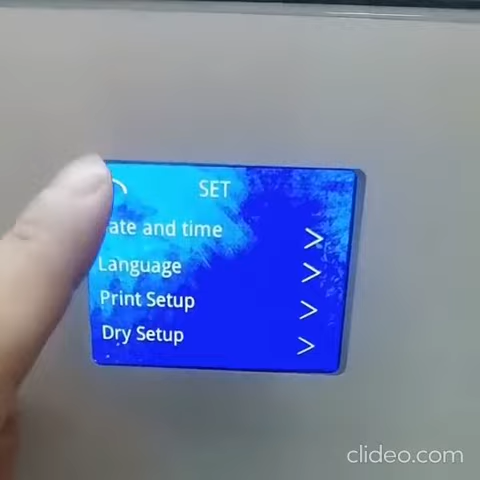 SET
ate and time
>
Language
>
Print Setup
>
Dry Setup
>
clideo.com